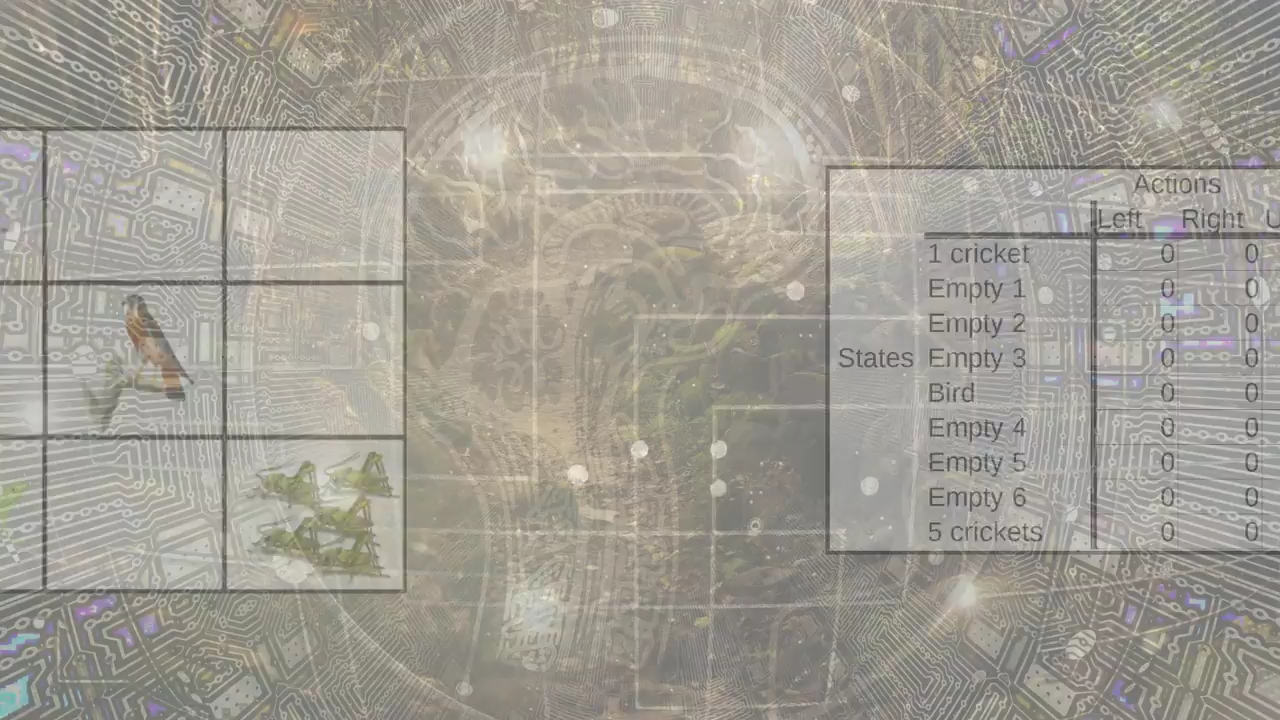 Actions
Left Right U
1 cricket 0 0
Empty 1 0 0
Empty 2 0 0
States Empty 3 0 0
Bird 0 0
Empty 4 0 0
Empty 5 0 0
Empty 6 0 0
5 crickets 0 0